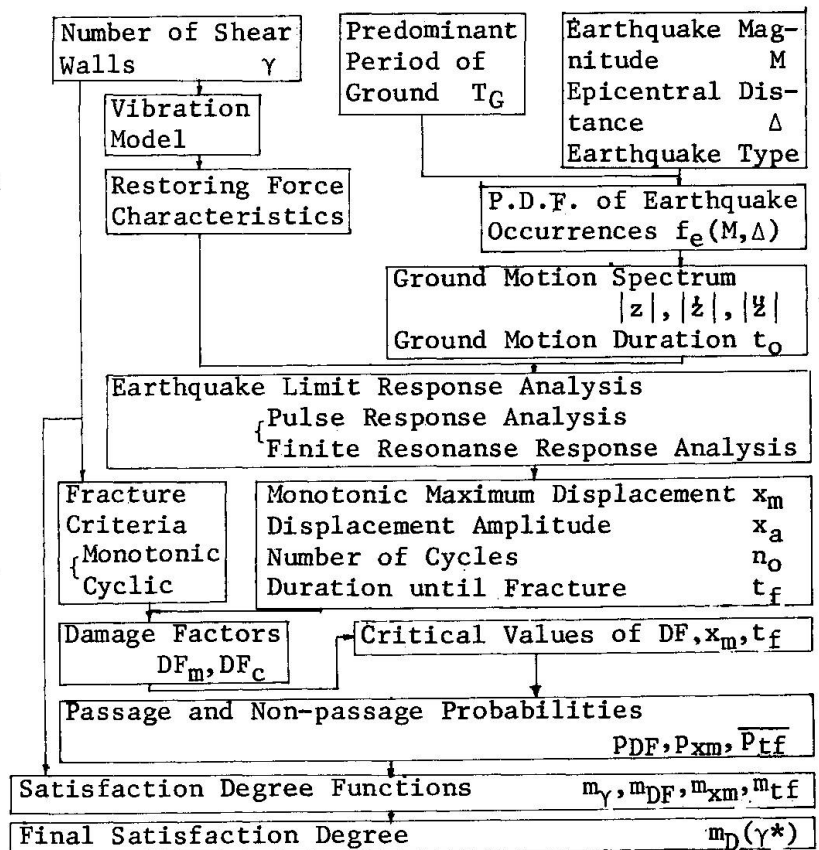 Number of Shear
Walls γ
Predominant
Period of
Ground T_G
Earthquake Mag-
nitude M
Epicentral Dis-
tance Δ
Earthquake Type
Vibration
Model
Restoring Force
Characteristics
P.D.F. of Earthquake
Occurrences f_e(M,Δ)
Ground Motion Spectrum
|z|,|ż|,|z̈|
Ground Motion Duration t_o
Earthquake Limit Response Analysis
{Pulse Response Analysis
Finite Resonanse Response Analysis
Fracture
Criteria
{Monotonic
Cyclic
Monotonic Maximum Displacement x_m
Displacement Amplitude x_a
Number of Cycles n_o
Duration until Fracture t_f
Damage Factors
DF_m,DF_c
Critical Values of DF,x_m,t_f
Passage and Non-passage Probabilities
p_DF,p_xm,p̅_t̅f̅
Satisfaction Degree Functions m_γ,m_DF,m_xm,m_tf
Final Satisfaction Degree m_D(γ*)